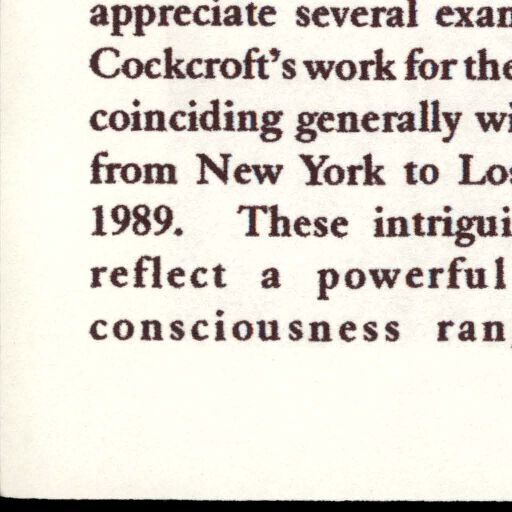 appreciate several exam
Cockcroft's work for the
coinciding generally wi
from New York to Los
1989. These intrigui
reflect a powerful
consciousness ran